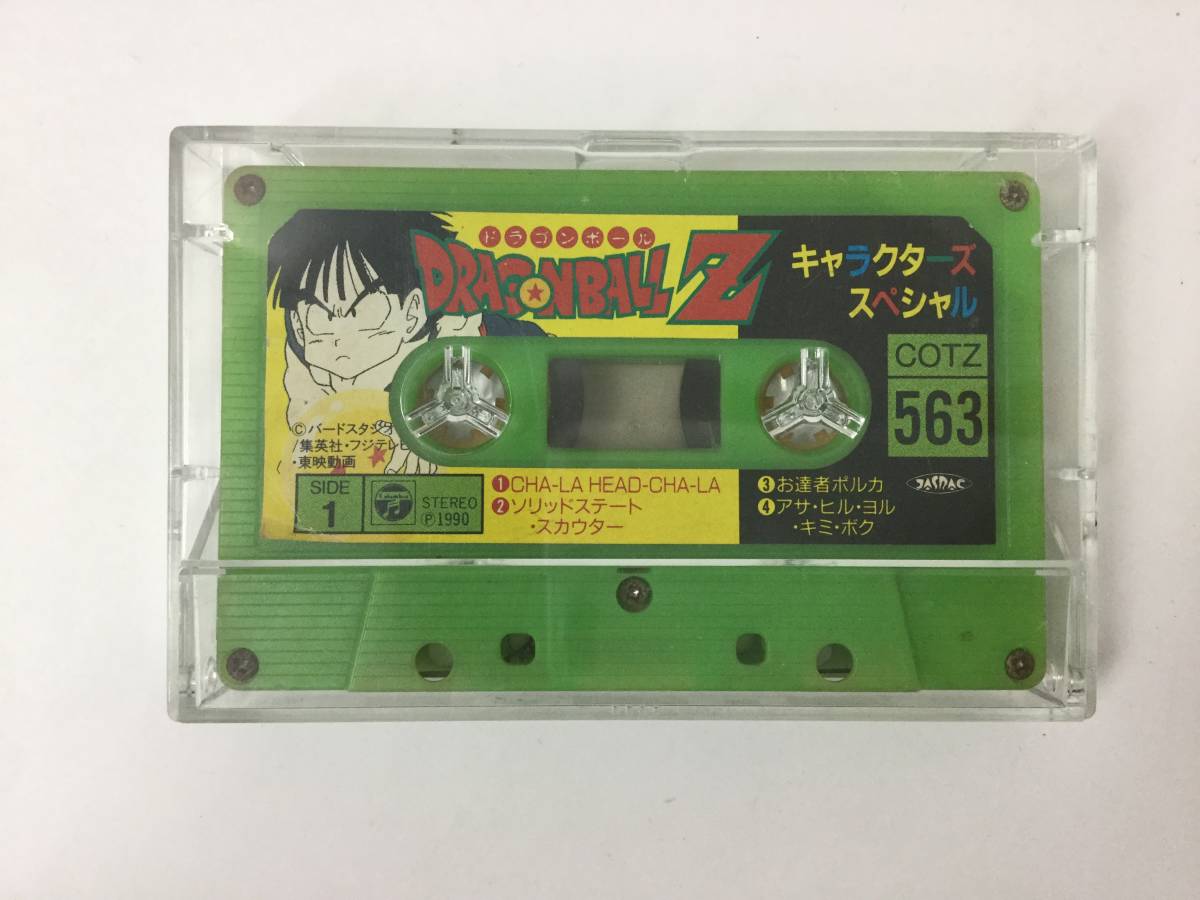 ドラゴンボール
DRAGONBALL Z
キャラクターズ
スペシャル
COTZ
563
©バードスタジオ
/集英社・フジテレビ
・東映動画
SIDE
1
Columbia
STEREO
Ⓟ1990
❶CHA-LA HEAD-CHA-LA
❷ソリッドステート
・スカウター
❸お達者ポルカ
❹アサ・ヒル・ヨル
・キミ・ボク
JASRAC